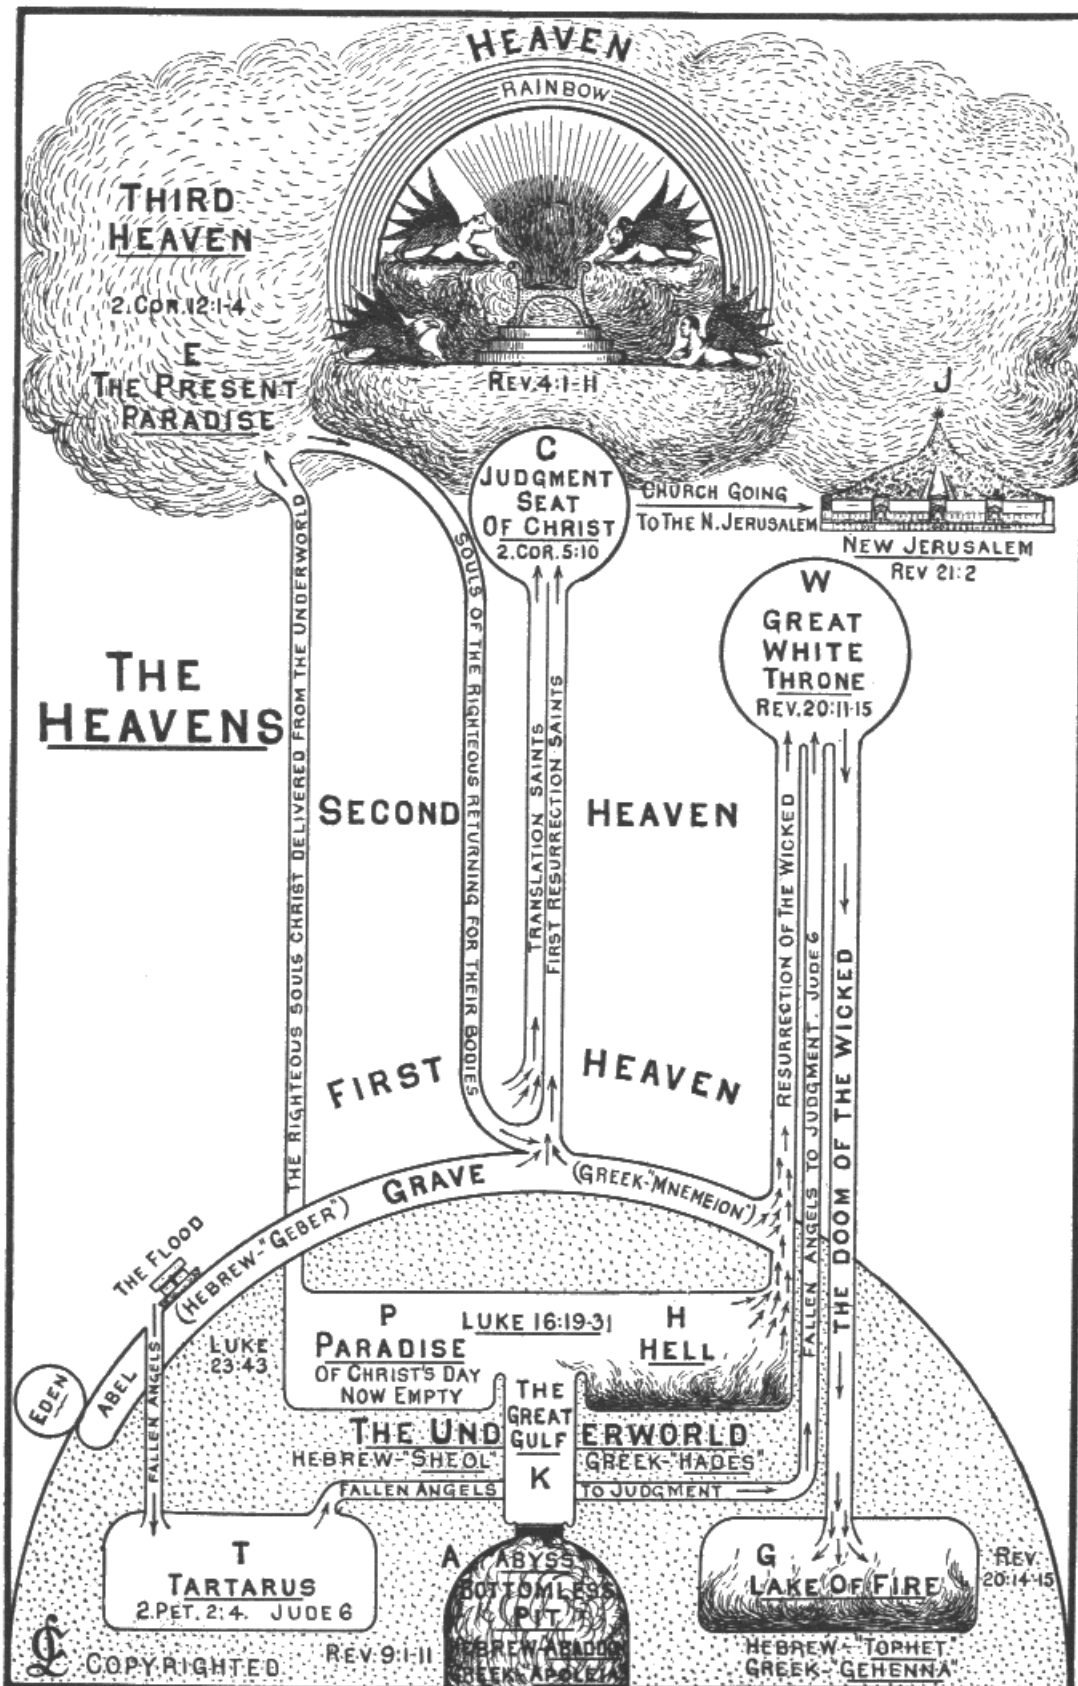 HEAVEN
RAINBOW
THIRD
HEAVEN
2.COR.12:1-4
E
THE PRESENT
PARADISE
REV.4:1-11
J
C
JUDGMENT
SEAT
OF CHRIST
2.COR.5:10
CHURCH GOING
TO THE N.JERUSALEM
NEW JERUSALEM
REV 21:2
W
GREAT
WHITE
THRONE
REV.20:11-15
THE
HEAVENS
THE RIGHTEOUS SOULS CHRIST DELIVERED FROM THE UNDERWORLD
SOULS OF THE RIGHTEOUS RETURNING FOR THEIR BODIES
TRANSLATION SAINTS
FIRST RESURRECTION SAINTS
SECOND HEAVEN
FIRST HEAVEN
RESURRECTION OF THE WICKED
FALLEN ANGELS TO JUDGMENT. JUDE 6
THE DOOM OF THE WICKED
GRAVE
(HEBREW-"GEBER")
(GREEK-"MNEMEION")
THE FLOOD
EDEN
ABEL
FALLEN ANGELS
LUKE
23:43
P
PARADISE
OF CHRIST'S DAY
NOW EMPTY
LUKE 16:19-31
H
HELL
THE
GREAT
GULF
K
THE UNDERWORLD
HEBREW-"SHEOL"
GREEK-"HADES"
FALLEN ANGELS TO JUDGMENT
T
TARTARUS
2.PET.2:4. JUDE 6
A
ABYSS
BOTTOMLESS
PIT
HEBREW-ABADDON
GREEK-"APOLEIA"
REV 9:1-11
G
LAKE OF FIRE
REV.
20:14-15
HEBREW-"TOPHET"
GREEK-"GEHENNA"
COPYRIGHTED